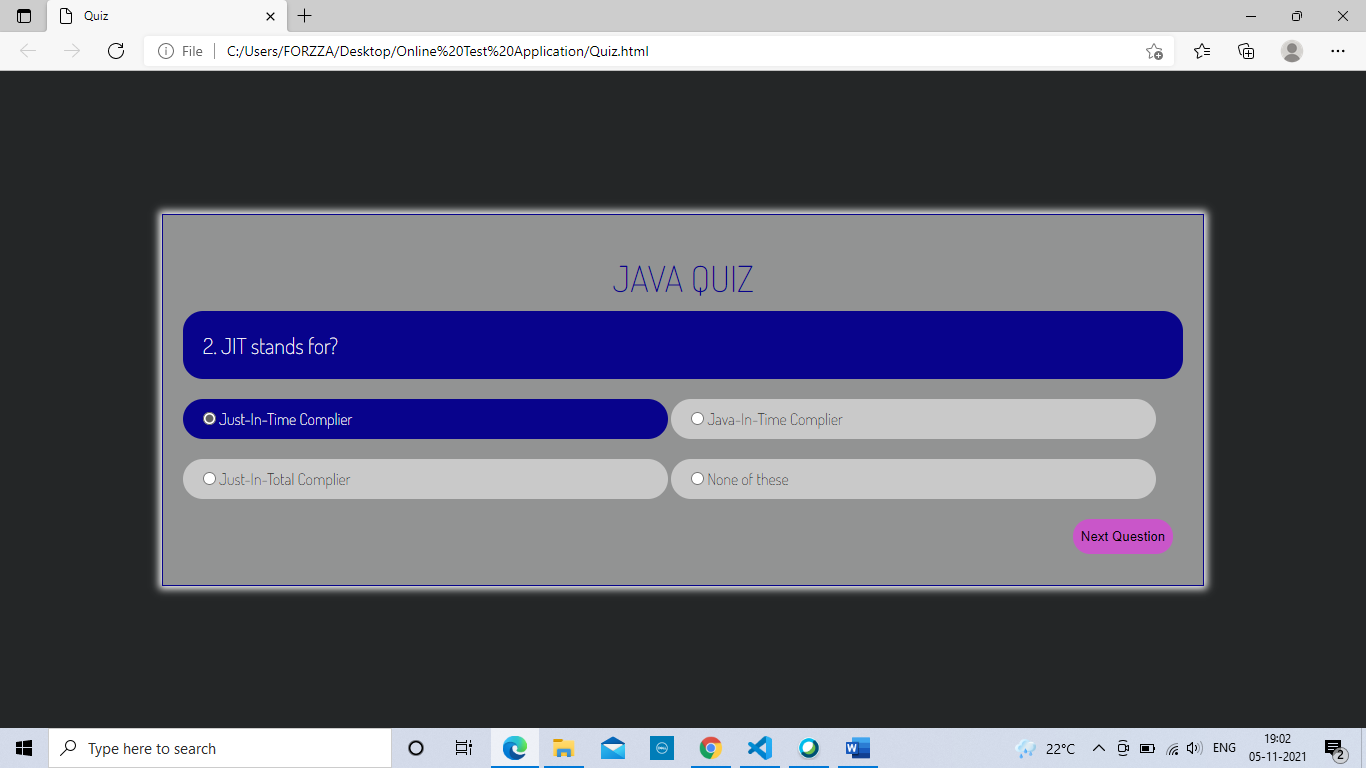 Quiz
File
C:/Users/FORZZA/Desktop/Online%20Test%20Application/Quiz.html
JAVA QUIZ
2. JIT stands for?
Just-In-Time Complier
Java-In-Time Complier
Just-In-Total Complier
None of these
Next Question
Type here to search
DELL
W
22°C
ENG
19:02
05-11-2021
2